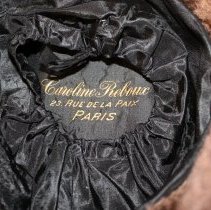 Caroline Reboux
23, RUE DE LA PAIX
PARIS